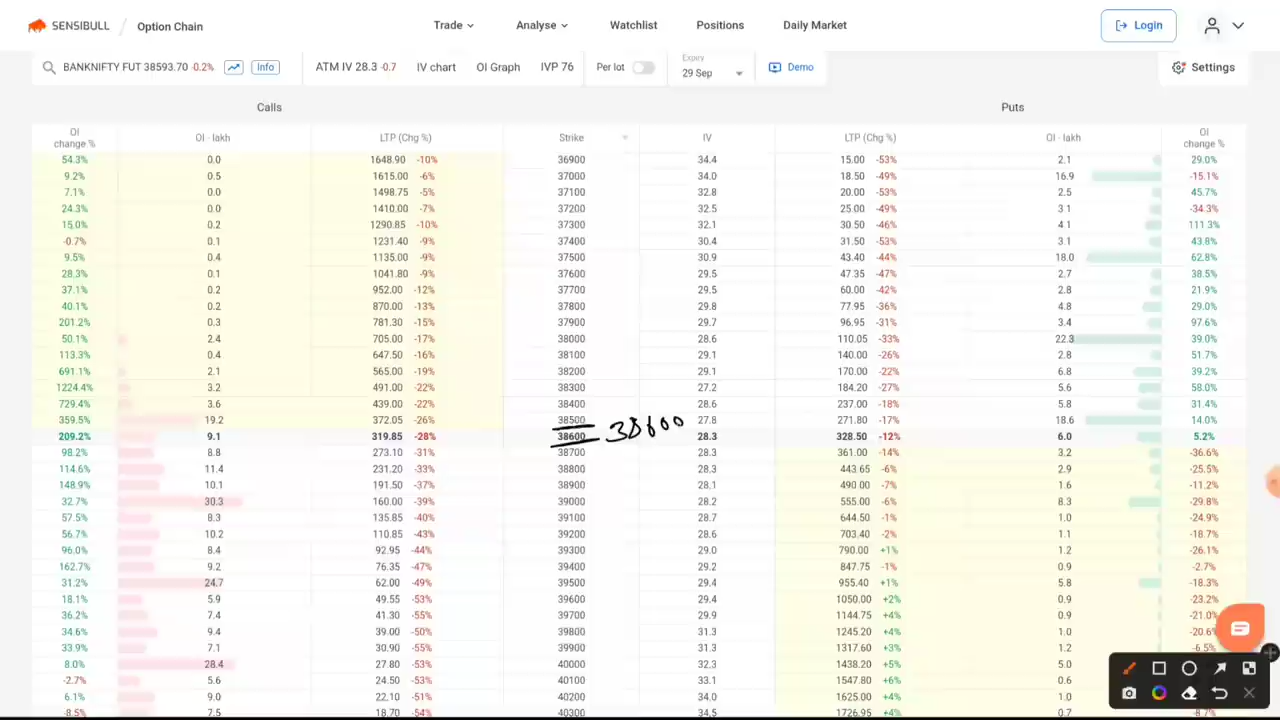 SENSIBULL / Option Chain Trade Analyse Watchlist Positions Daily Market Login
BANKNIFTY FUT 38593.70 -0.2% Info ATM IV 28.3 -0.7 IV chart OI Graph IVP 76 Per lot Expiry 29 Sep Demo Settings
Calls Puts
OI change % OI - lakh LTP (Chg %) Strike IV LTP (Chg %) OI - lakh OI change %
54.3% 0.0 1648.90 -10% 36900 34.4 15.00 -53% 2.1 29.0%
9.2% 0.5 1615.00 -6% 37000 34.0 18.50 -49% 16.9 -15.1%
7.1% 0.0 1498.75 -5% 37100 32.8 20.00 -53% 2.5 45.7%
24.3% 0.0 1410.00 -7% 37200 32.5 25.00 -49% 3.1 -34.3%
15.0% 0.2 1290.85 -10% 37300 32.1 30.50 -46% 4.1 111.3%
-0.7% 0.1 1231.40 -9% 37400 30.4 31.50 -53% 3.1 43.8%
9.5% 0.4 1135.00 -9% 37500 30.9 43.40 -44% 18.0 62.8%
28.3% 0.1 1041.80 -9% 37600 29.5 47.35 -47% 2.7 38.5%
37.1% 0.2 952.00 -12% 37700 29.5 60.00 -42% 2.8 21.9%
40.1% 0.2 870.00 -13% 37800 29.8 77.95 -36% 4.8 29.0%
201.2% 0.3 781.30 -15% 37900 29.7 96.95 -31% 3.4 97.6%
50.1% 2.4 705.00 -17% 38000 28.6 110.05 -33% 22.3 39.0%
113.3% 0.4 647.50 -16% 38100 29.1 140.00 -26% 2.8 51.7%
691.1% 2.1 565.00 -19% 38200 29.1 170.00 -22% 6.8 39.2%
1224.4% 3.2 491.00 -22% 38300 27.2 184.20 -27% 5.6 58.0%
729.4% 3.6 439.00 -22% 38400 28.6 237.00 -18% 5.8 31.4%
359.5% 19.2 372.05 -26% 38500 27.8 271.80 -17% 18.6 14.0%
209.2% 9.1 319.85 -28% 38600 38600 28.3 328.50 -12% 6.0 5.2%
98.2% 8.8 273.10 -31% 38700 28.3 361.00 -14% 3.2 -36.6%
114.6% 11.4 231.20 -33% 38800 28.3 443.65 -6% 2.9 -25.5%
148.9% 10.1 191.50 -37% 38900 28.1 490.00 -7% 1.6 -11.2%
32.7% 30.3 160.00 -39% 39000 28.2 555.00 -6% 8.3 -29.8%
57.5% 8.3 135.85 -40% 39100 28.7 644.50 -1% 1.0 -24.9%
56.7% 10.2 110.85 -43% 39200 28.6 703.40 -2% 1.1 -18.7%
96.0% 8.4 92.95 -44% 39300 29.0 790.00 +1% 1.2 -26.1%
162.7% 9.2 76.35 -47% 39400 29.2 847.75 -1% 0.9 -2.7%
31.2% 24.7 62.00 -49% 39500 29.4 955.40 +1% 5.8 -18.3%
18.1% 5.9 49.55 -53% 39600 29.4 1050.00 +2% 0.9 -23.2%
36.2% 7.4 41.30 -55% 39700 29.9 1144.75 +4% 0.9 -21.0%
34.6% 9.4 39.00 -50% 39800 31.3 1245.20 +4% 1.0 -20.6%
33.9% 7.1 30.90 -55% 39900 31.3 1317.60 +3% 1.2 -6.5%
8.0% 28.4 27.80 -53% 40000 32.3 1438.20 +5% 5.0
-2.7% 5.6 24.50 -53% 40100 33.1 1547.80 +6% 0.6
6.1% 9.0 22.10 -51% 40200 34.0 1625.00 +4% 1.0
-8.5% 7.5 18.70 -54% 40300 34.5 1726.95 +4% 0.7 -8.7%